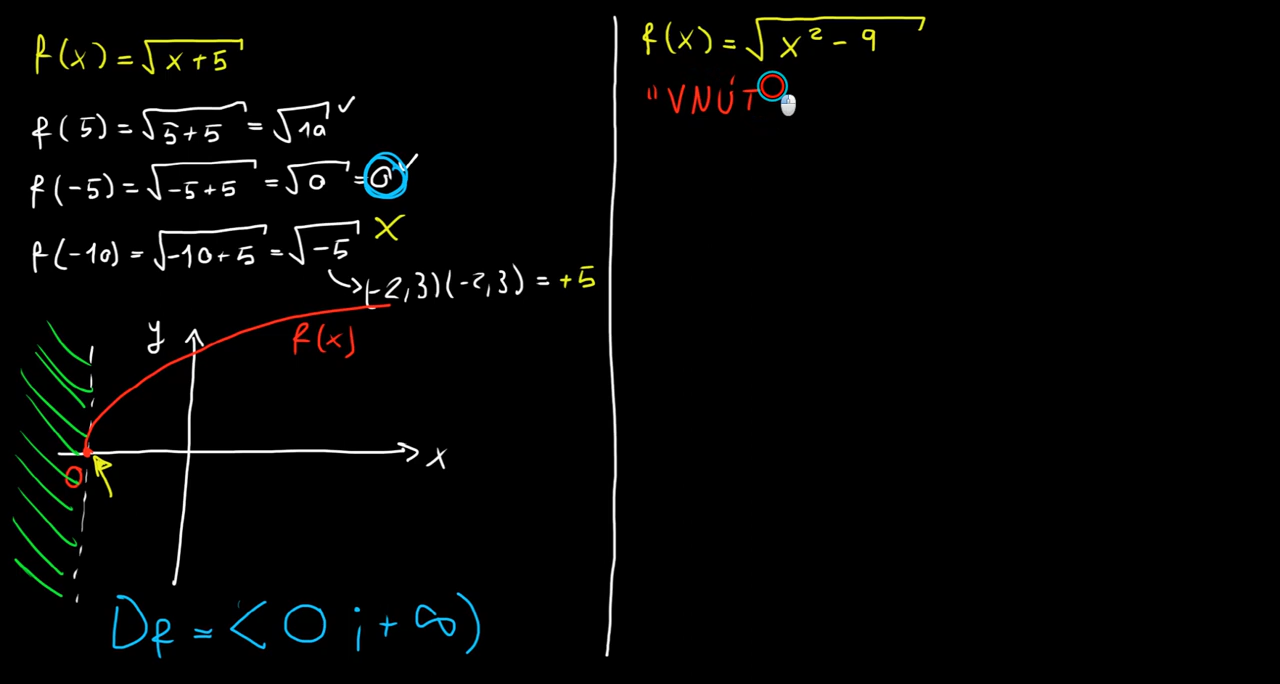 f(x) = √x+5
f(5) = √5+5 = √10 ✓
f(-5) = √-5+5 = √0 = 0 ✓
f(-10) = √-10+5 = √-5 X
(-2,3)(-2,3) = +5
y
f(x)
x
0
Df = <0 ; +∞)
f(x) = √x²-9
"VNÚT